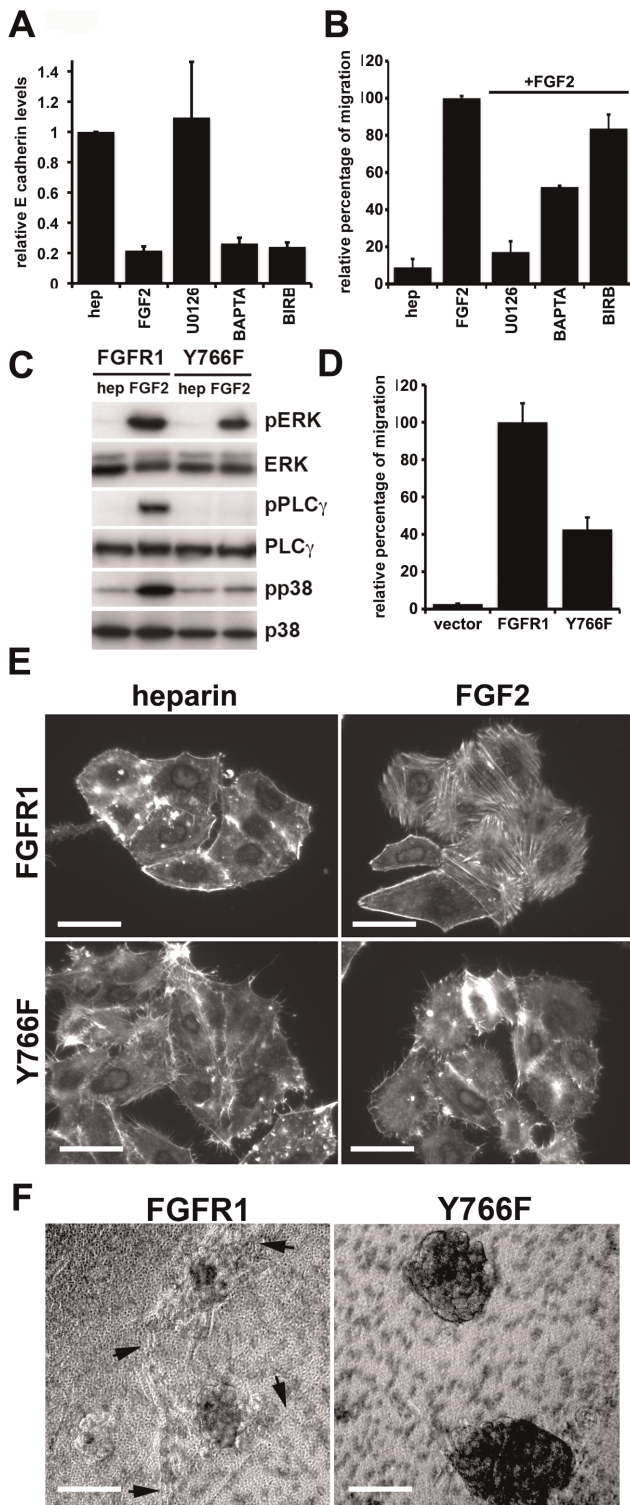 A
relative E cadherin levels
1.4
1.2
1
0.8
0.6
0.4
0.2
0
hep
FGF2
U0126
BAPTA
BIRB
B
relative percentage of migration
120
100
80
60
40
20
0
+FGF2
hep
FGF2
U0126
BAPTA
BIRB
C
FGFR1 Y766F
hep FGF2 hep FGF2
pERK
ERK
pPLCγ
PLCγ
pp38
p38
D
relative percentage of migration
120
100
80
60
40
20
0
vector FGFR1 Y766F
E
heparin FGF2
FGFR1
Y766F
F
FGFR1 Y766F